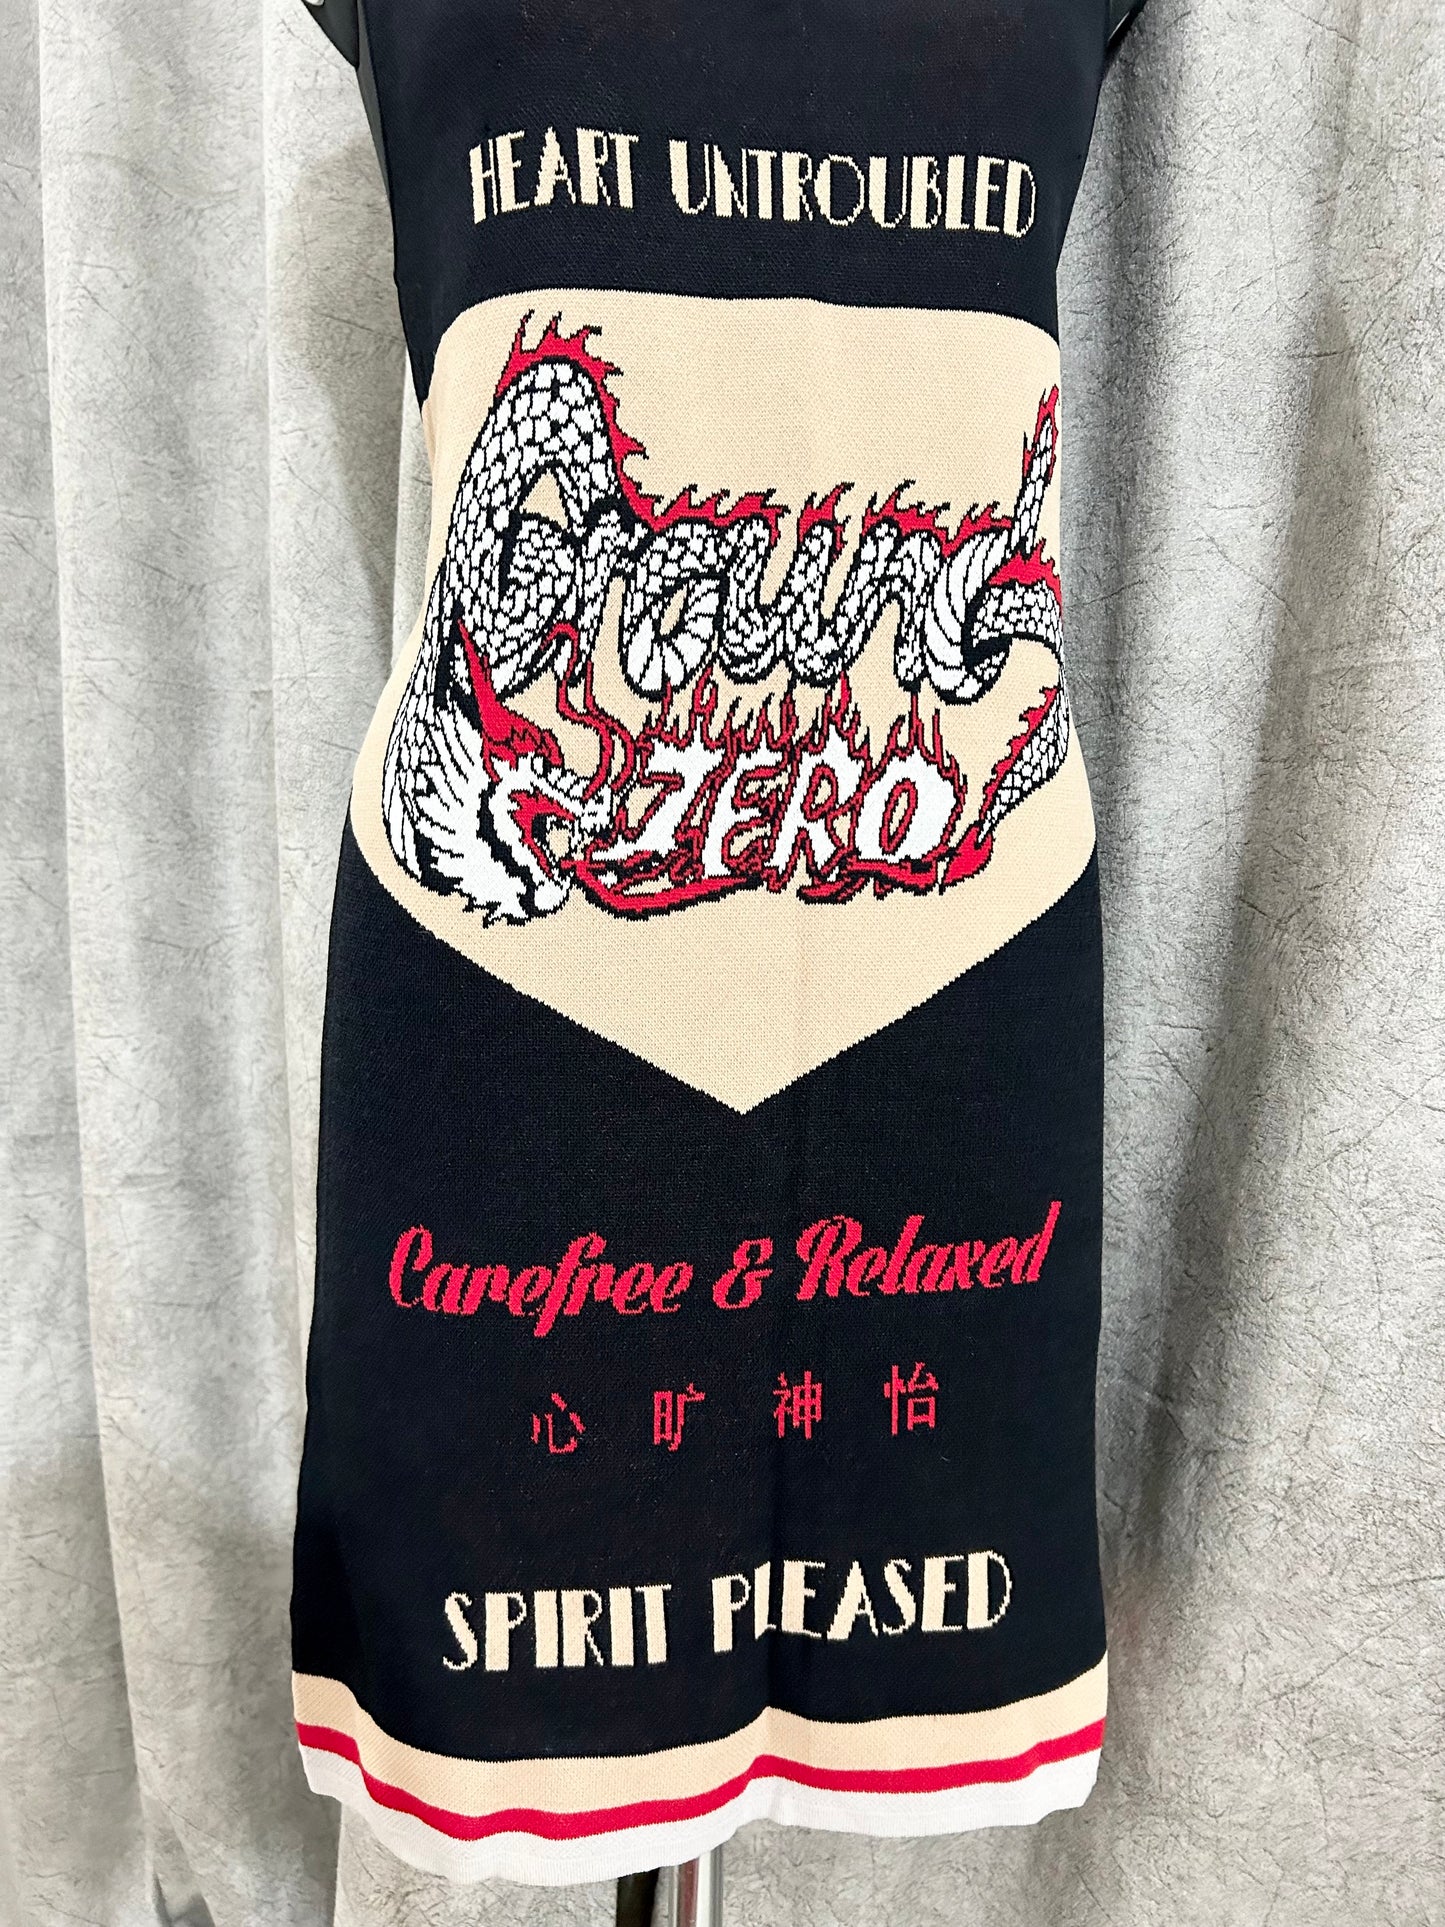 HEART UNTROUBLED
Ground
ZERO
Carefree & Relaxed
心旷神怡
SPIRIT PLEASED